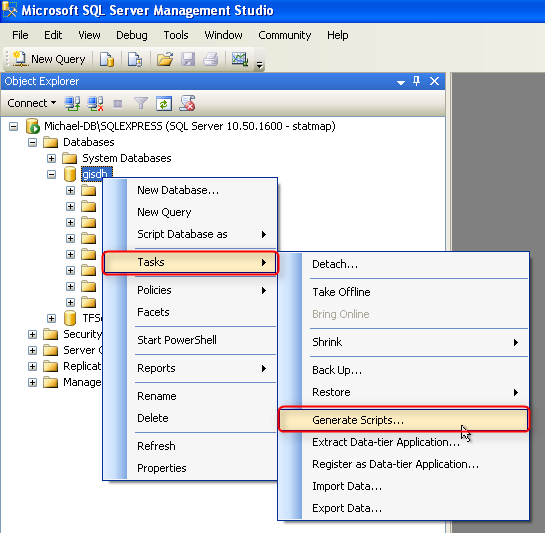 Microsoft SQL Server Management Studio
File Edit View Debug Tools Window Community Help
New Query
Object Explorer
Connect
Michael-DB\SQLEXPRESS (SQL Server 10.50.1600 - statmap)
Databases
System Databases
gisdb
New Database...
New Query
Script Database as
Tasks
Policies
Facets
Start PowerShell
Reports
Rename
Delete
Refresh
Properties
Detach...
Take Offline
Bring Online
Shrink
Back Up...
Restore
Generate Scripts...
Extract Data-tier Application...
Register as Data-tier Application...
Import Data...
Export Data...
TFSe
Security
Server O
Replicat
Manage